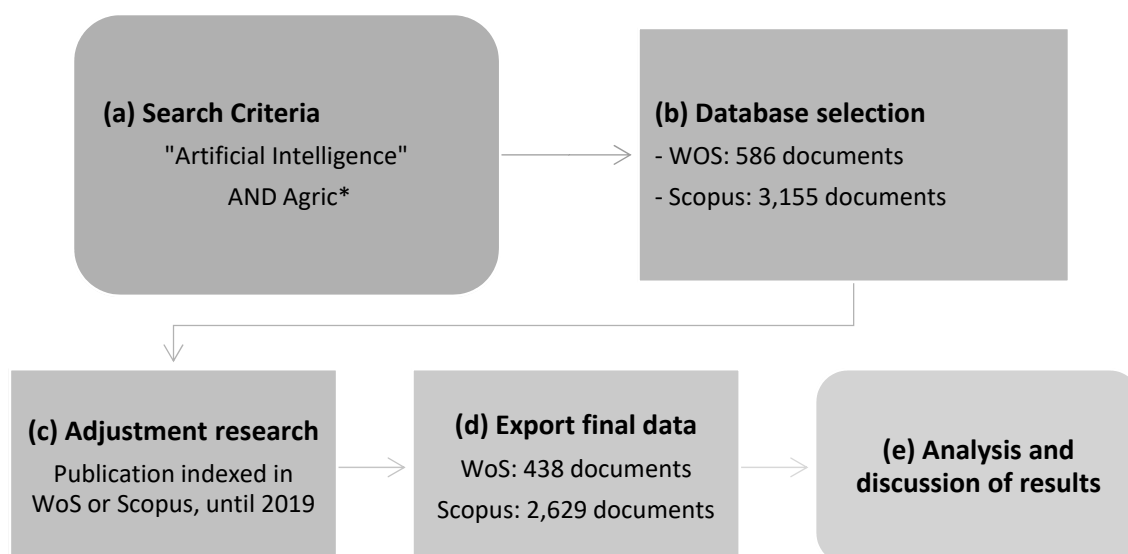 (a) Search Criteria
"Artificial Intelligence"
AND Agric*
(b) Database selection
- WOS: 586 documents
- Scopus: 3,155 documents
(c) Adjustment research
Publication indexed in
WoS or Scopus, until 2019
(d) Export final data
WoS: 438 documents
Scopus: 2,629 documents
(e) Analysis and
discussion of results